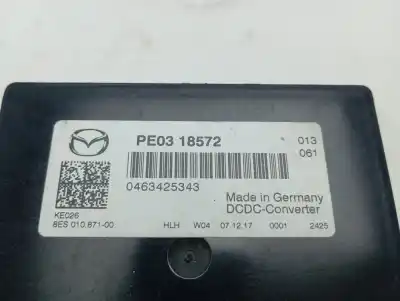 PE03 18572
013
061
0463425343
Made in Germany
DCDC-Converter
KE026
8ES 010.871-00
HLH W04 07.12.17 0001 2425